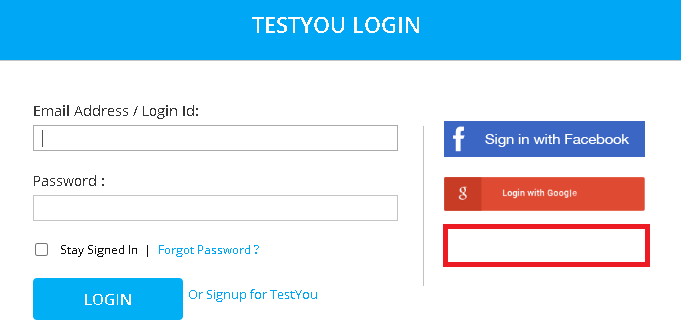 TESTYOU LOGIN
Email Address / Login Id:
Password :
Stay Signed In | Forgot Password ?
LOGIN
Or Signup for TestYou
f Sign in with Facebook
g Login with Google